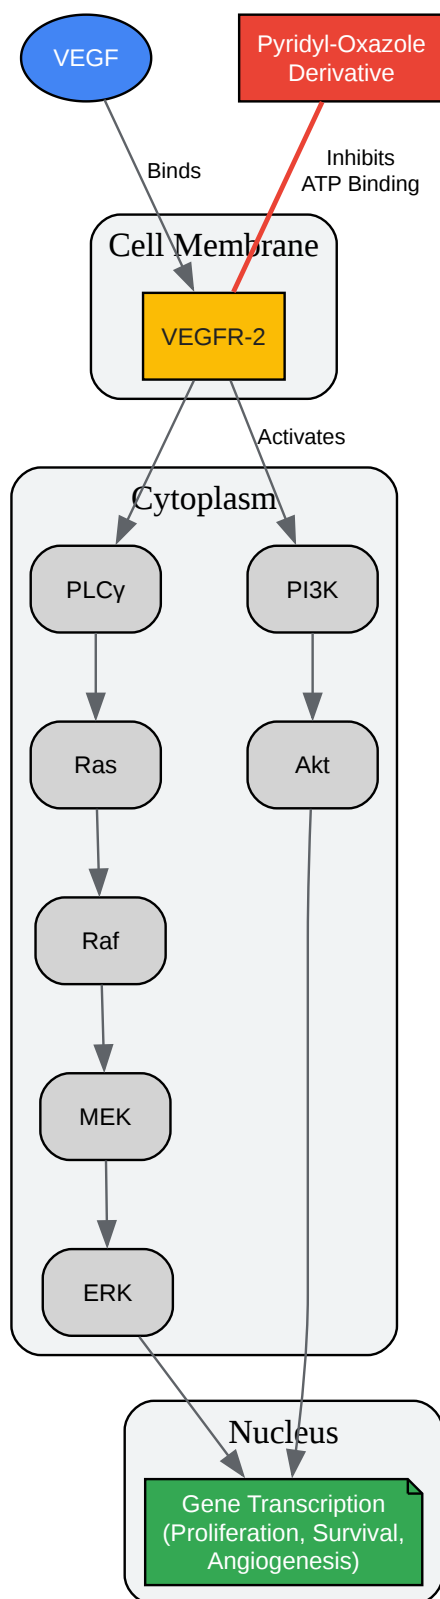 VEGF
Pyridyl-Oxazole
Derivative
Binds
Inhibits
ATP Binding
Cell Membrane
VEGFR-2
Activates
Cytoplasm
PLCγ
PI3K
Ras
Akt
Raf
MEK
ERK
Nucleus
Gene Transcription
(Proliferation, Survival,
Angiogenesis)